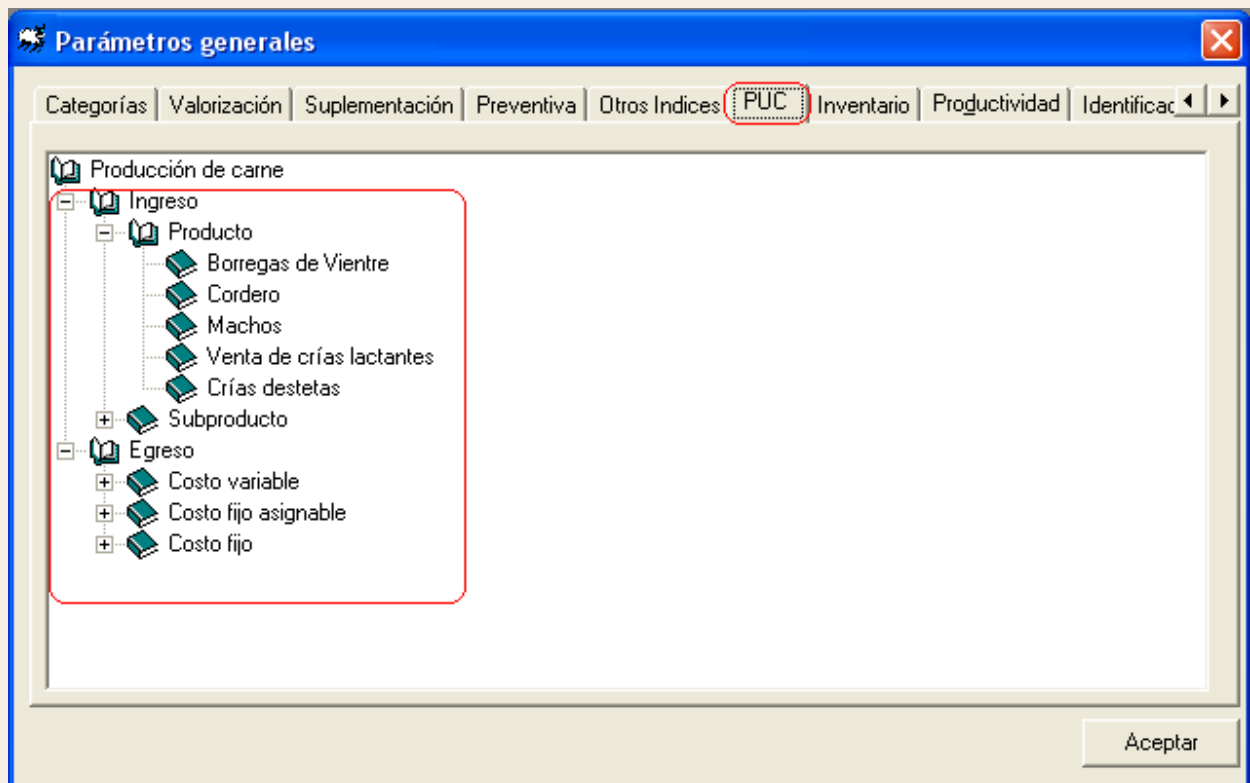 Parámetros generales
Categorías Valorización Suplementación Preventiva Otros Indices PUC Inventario Productividad Identificac
Producción de carne
Ingreso
Producto
Borregas de Vientre
Cordero
Machos
Venta de crías lactantes
Crías destetas
Subproducto
Egreso
Costo variable
Costo fijo asignable
Costo fijo
Aceptar